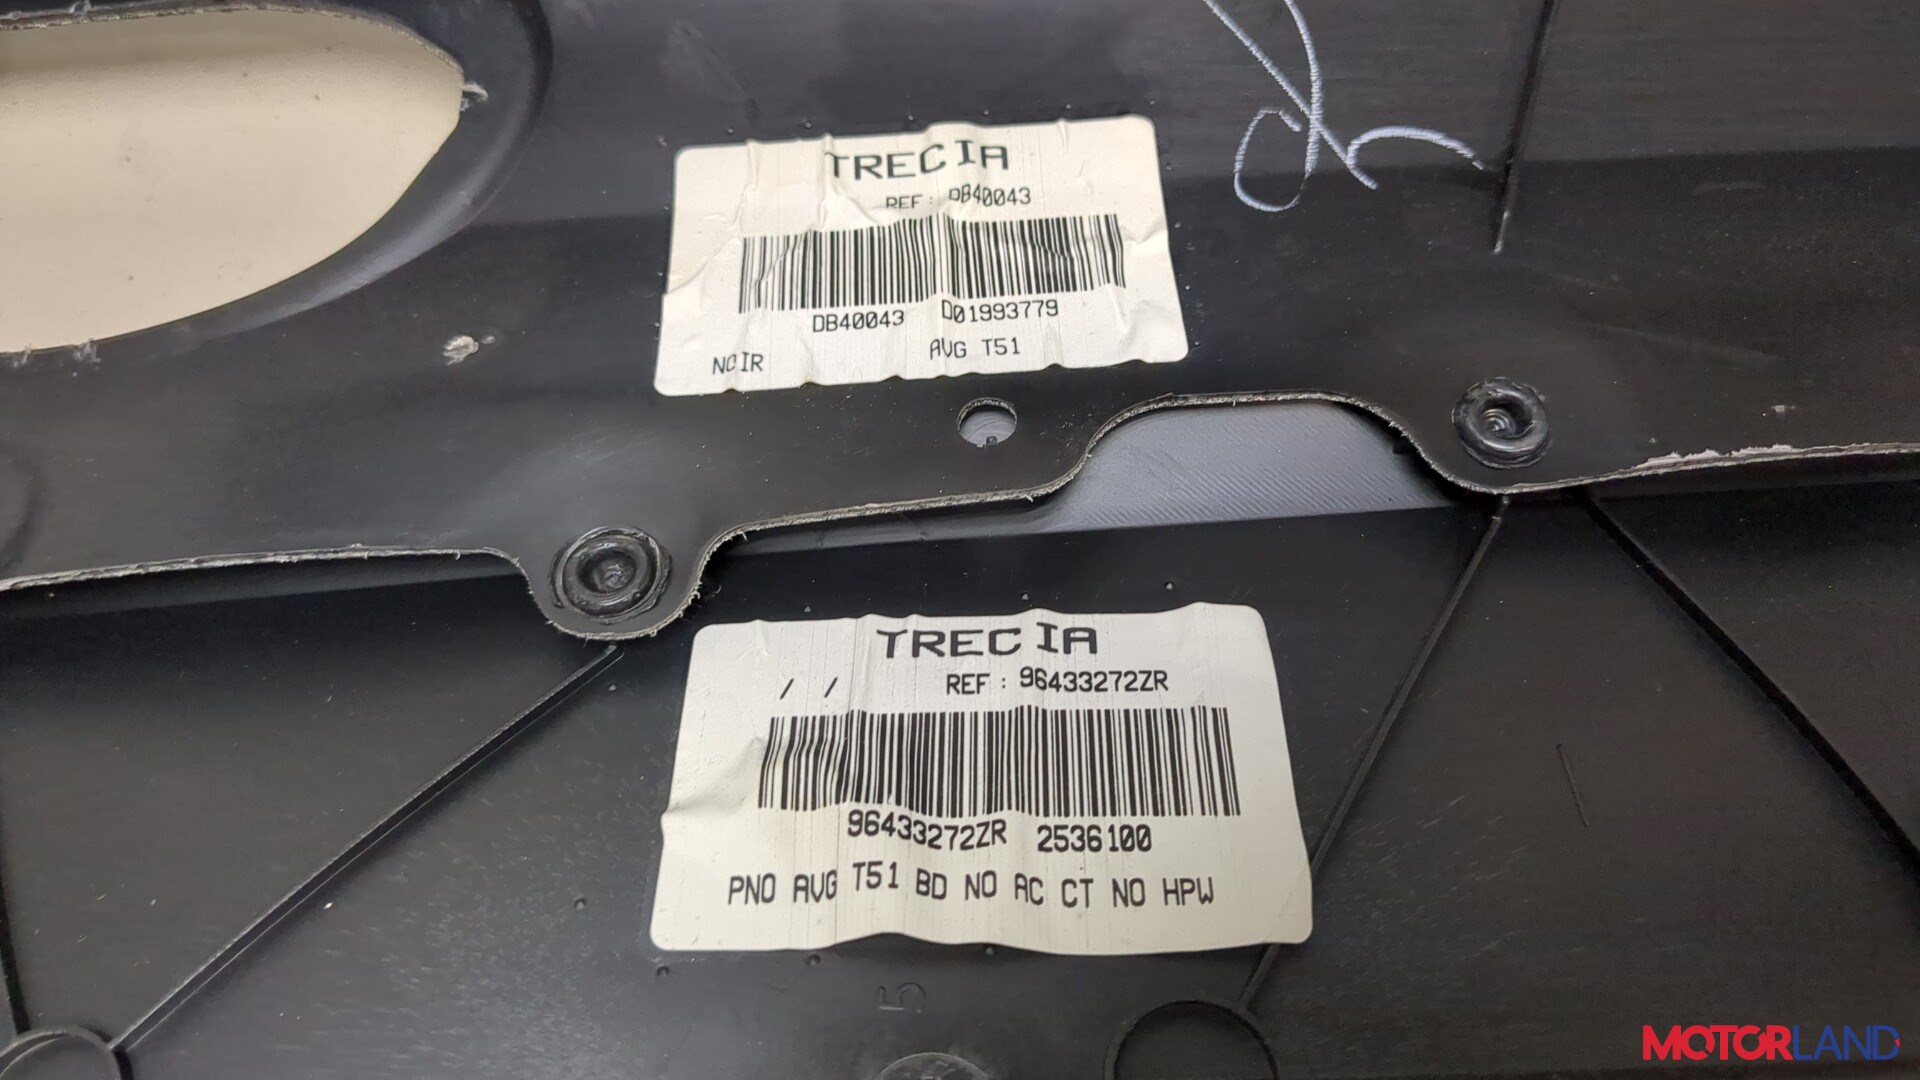 TRECIA
REF: DB40043
DB40043 D01993779
AVG T51
NOIR
TRECIA
/ / REF: 96433272ZR
96433272ZR 2536100
PNO AVG T51 BD NO AC CT NO HPW
5
MOTORLAND